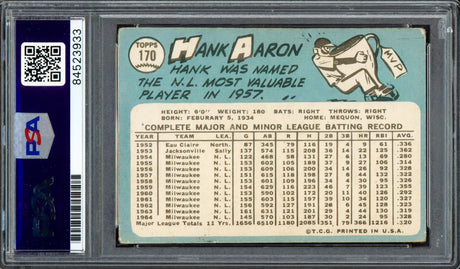 PSA
84523933
TOPPS
170
HANK AARON
HANK WAS NAMED
THE N.L. MOST VALUABLE
PLAYER IN 1957.
MVP
HEIGHT: 6'0" WEIGHT: 180 BATS: RIGHT THROWS: RIGHT
BORN: FEBURARY 5, 1934 HOME: MEQUON, WISC.
COMPLETE MAJOR AND MINOR LEAGUE BATTING RECORD
YEAR TEAM LEA. G AB R H 2B 3B HR RBI AVG.
1952 Eau Claire North. 87 345 79 116 19 4 9 61 .336
1953 Jacksonville Sally 137 574 115 208 36 14 22 125 .362
1954 Milwaukee N. L. 122 468 58 131 27 6 13 69 .280
1955 Milwaukee N. L. 153 602 105 189 37 9 27 106 .314
1956 Milwaukee N. L. 153 609 106 200 34 14 26 92 .328
1957 Milwaukee N. L. 151 615 118 198 27 6 44 132 .322
1958 Milwaukee N. L. 153 601 109 196 34 4 30 95 .326
1959 Milwaukee N. L. 154 629 116 223 46 7 39 123 .355
1960 Milwaukee N. L. 153 590 102 172 20 11 40 126 .292
1961 Milwaukee N. L. 155 603 115 197 39 10 34 120 .327
1962 Milwaukee N. L. 156 592 127 191 28 6 45 128 .323
1963 Milwaukee N. L. 161 631 121 201 29 4 44 130 .319
1964 Milwaukee N. L. 145 570 103 187 30 2 24 95 .328
Major League Totals 11 Yrs. 1656 6510 1180 2085 351 79 366 1216 .320
©T.C.G. PRINTED IN U.S.A.